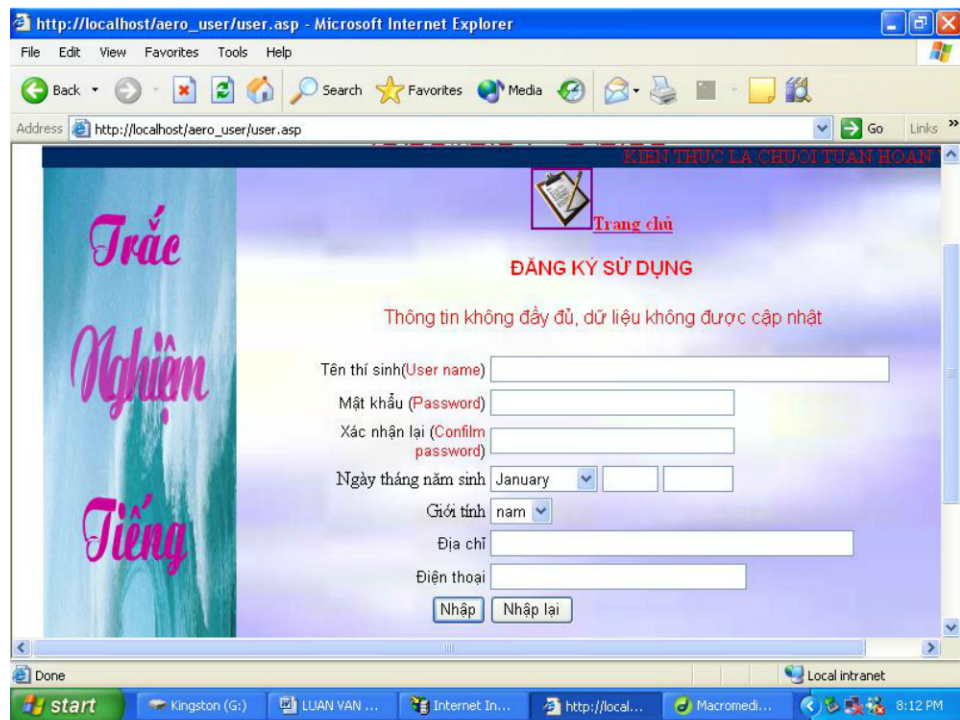 http://localhost/aero_user/user.asp - Microsoft Internet Explorer
File Edit View Favorites Tools Help
Back Search Favorites Media
Address http://localhost/aero_user/user.asp Go Links
KIEN THUC LA CHUOI TUAN HOAN
Trang chủ
Trắc
Nghiệm
Tiếng
ĐĂNG KÝ SỬ DỤNG
Thông tin không đầy đủ, dữ liệu không được cập nhật
Tên thí sinh(User name)
Mật khẩu (Password)
Xác nhận lại (Confilm
password)
Ngày tháng năm sinh January
Giới tính nam
Địa chỉ
Điện thoại
Nhập Nhập lại
Done Local intranet
start Kingston (G:) LUAN VAN ... Internet In... http://local... Macromedi... 8:12 PM